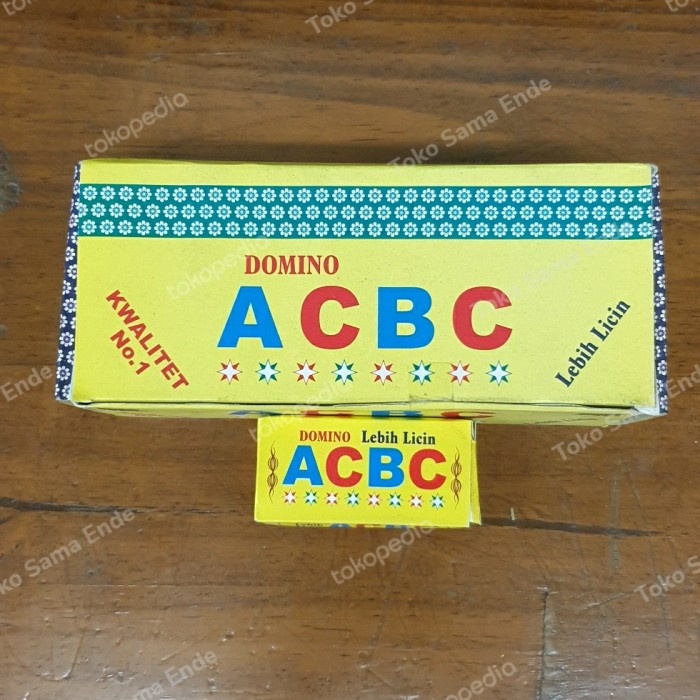 DOMINO
ACBC
KWALITET
No.1
Lebih Licin
DOMINO Lebih Licin
ACBC
tokopedia
Toko Sama Ende